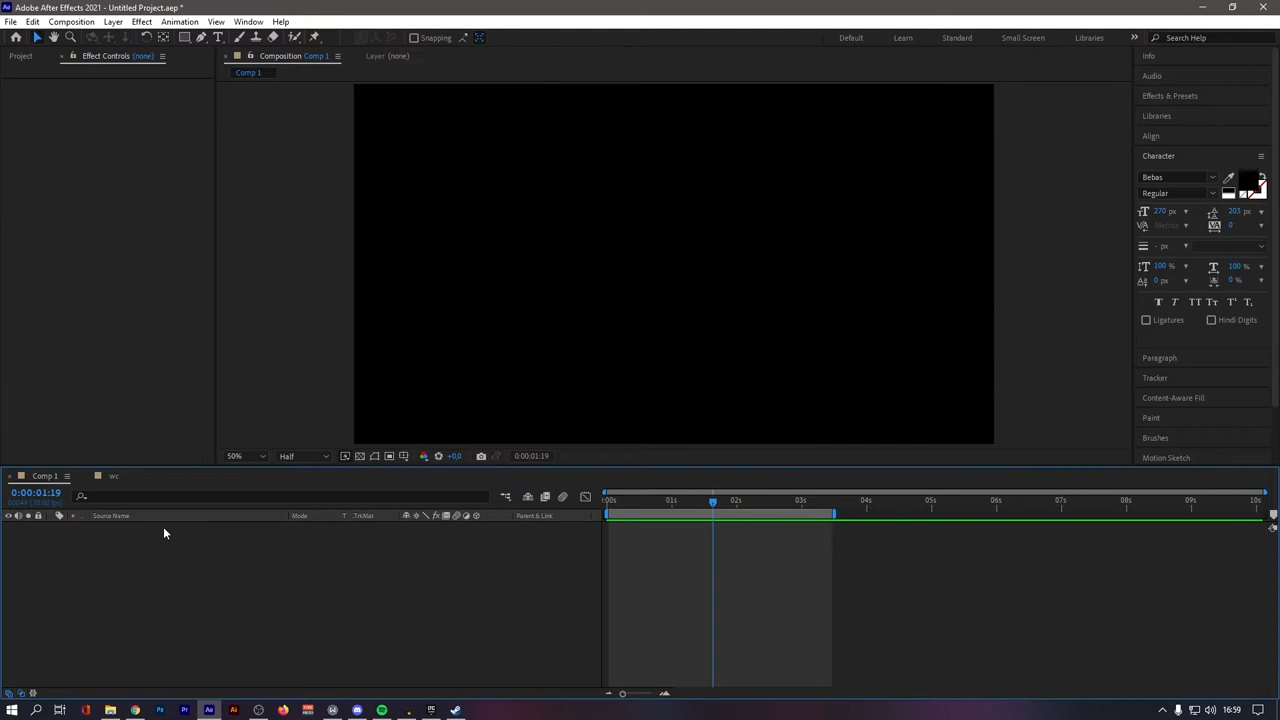 Adobe After Effects 2021 - Untitled Project.aep *
File Edit Composition Layer Effect Animation View Window Help
Snapping
Default Learn Standard Small Screen Libraries
Search Help
Project
Effect Controls (none)
Composition Comp 1
Layer (none)
Comp 1
Info
Audio
Effects & Presets
Libraries
Align
Character
Bebas
Regular
270 px
203 px
Metrics
0
- px
100 %
100 %
0 px
0 %
Ligatures
Hindi Digits
Paragraph
Tracker
Content-Aware Fill
Paint
Brushes
Motion Sketch
50%
Half
+0,0
0:00:01:19
Comp 1
wc
0:00:01:19
# Source Name
Mode T .TrkMat
Parent & Link
:00s 01s 02s 03s 04s 05s 06s 07s 08s 09s 10s
16:59